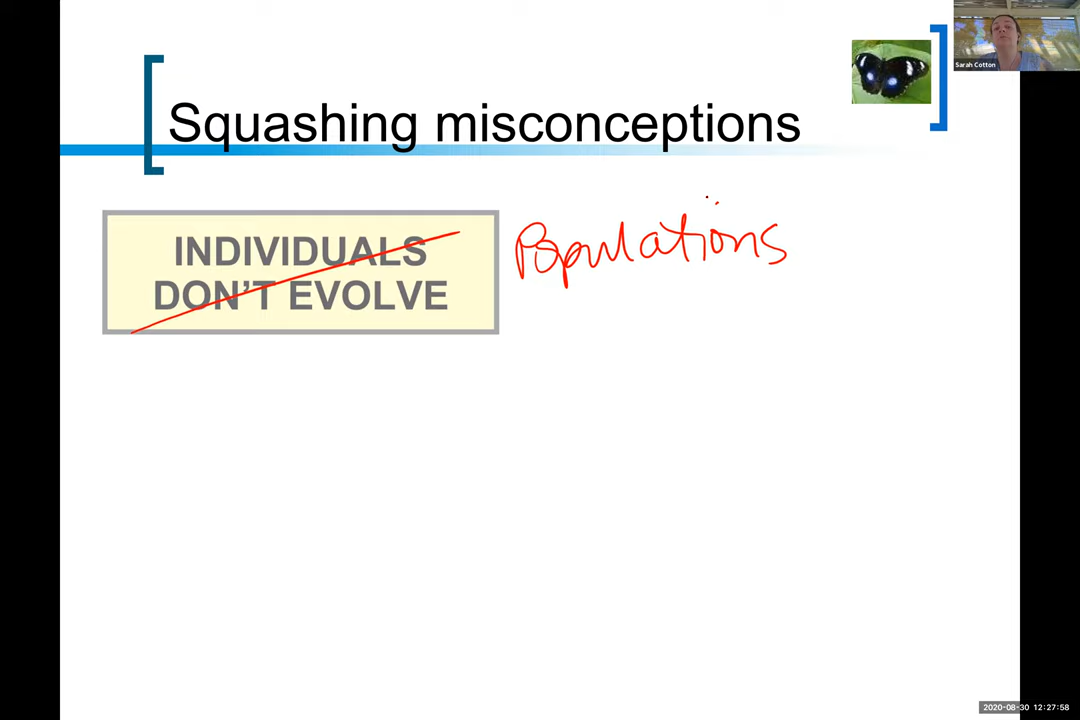 Sarah Cotton
Squashing misconceptions
INDIVIDUALS
DON'T EVOLVE
Populations
2020-08-30 12:27:58